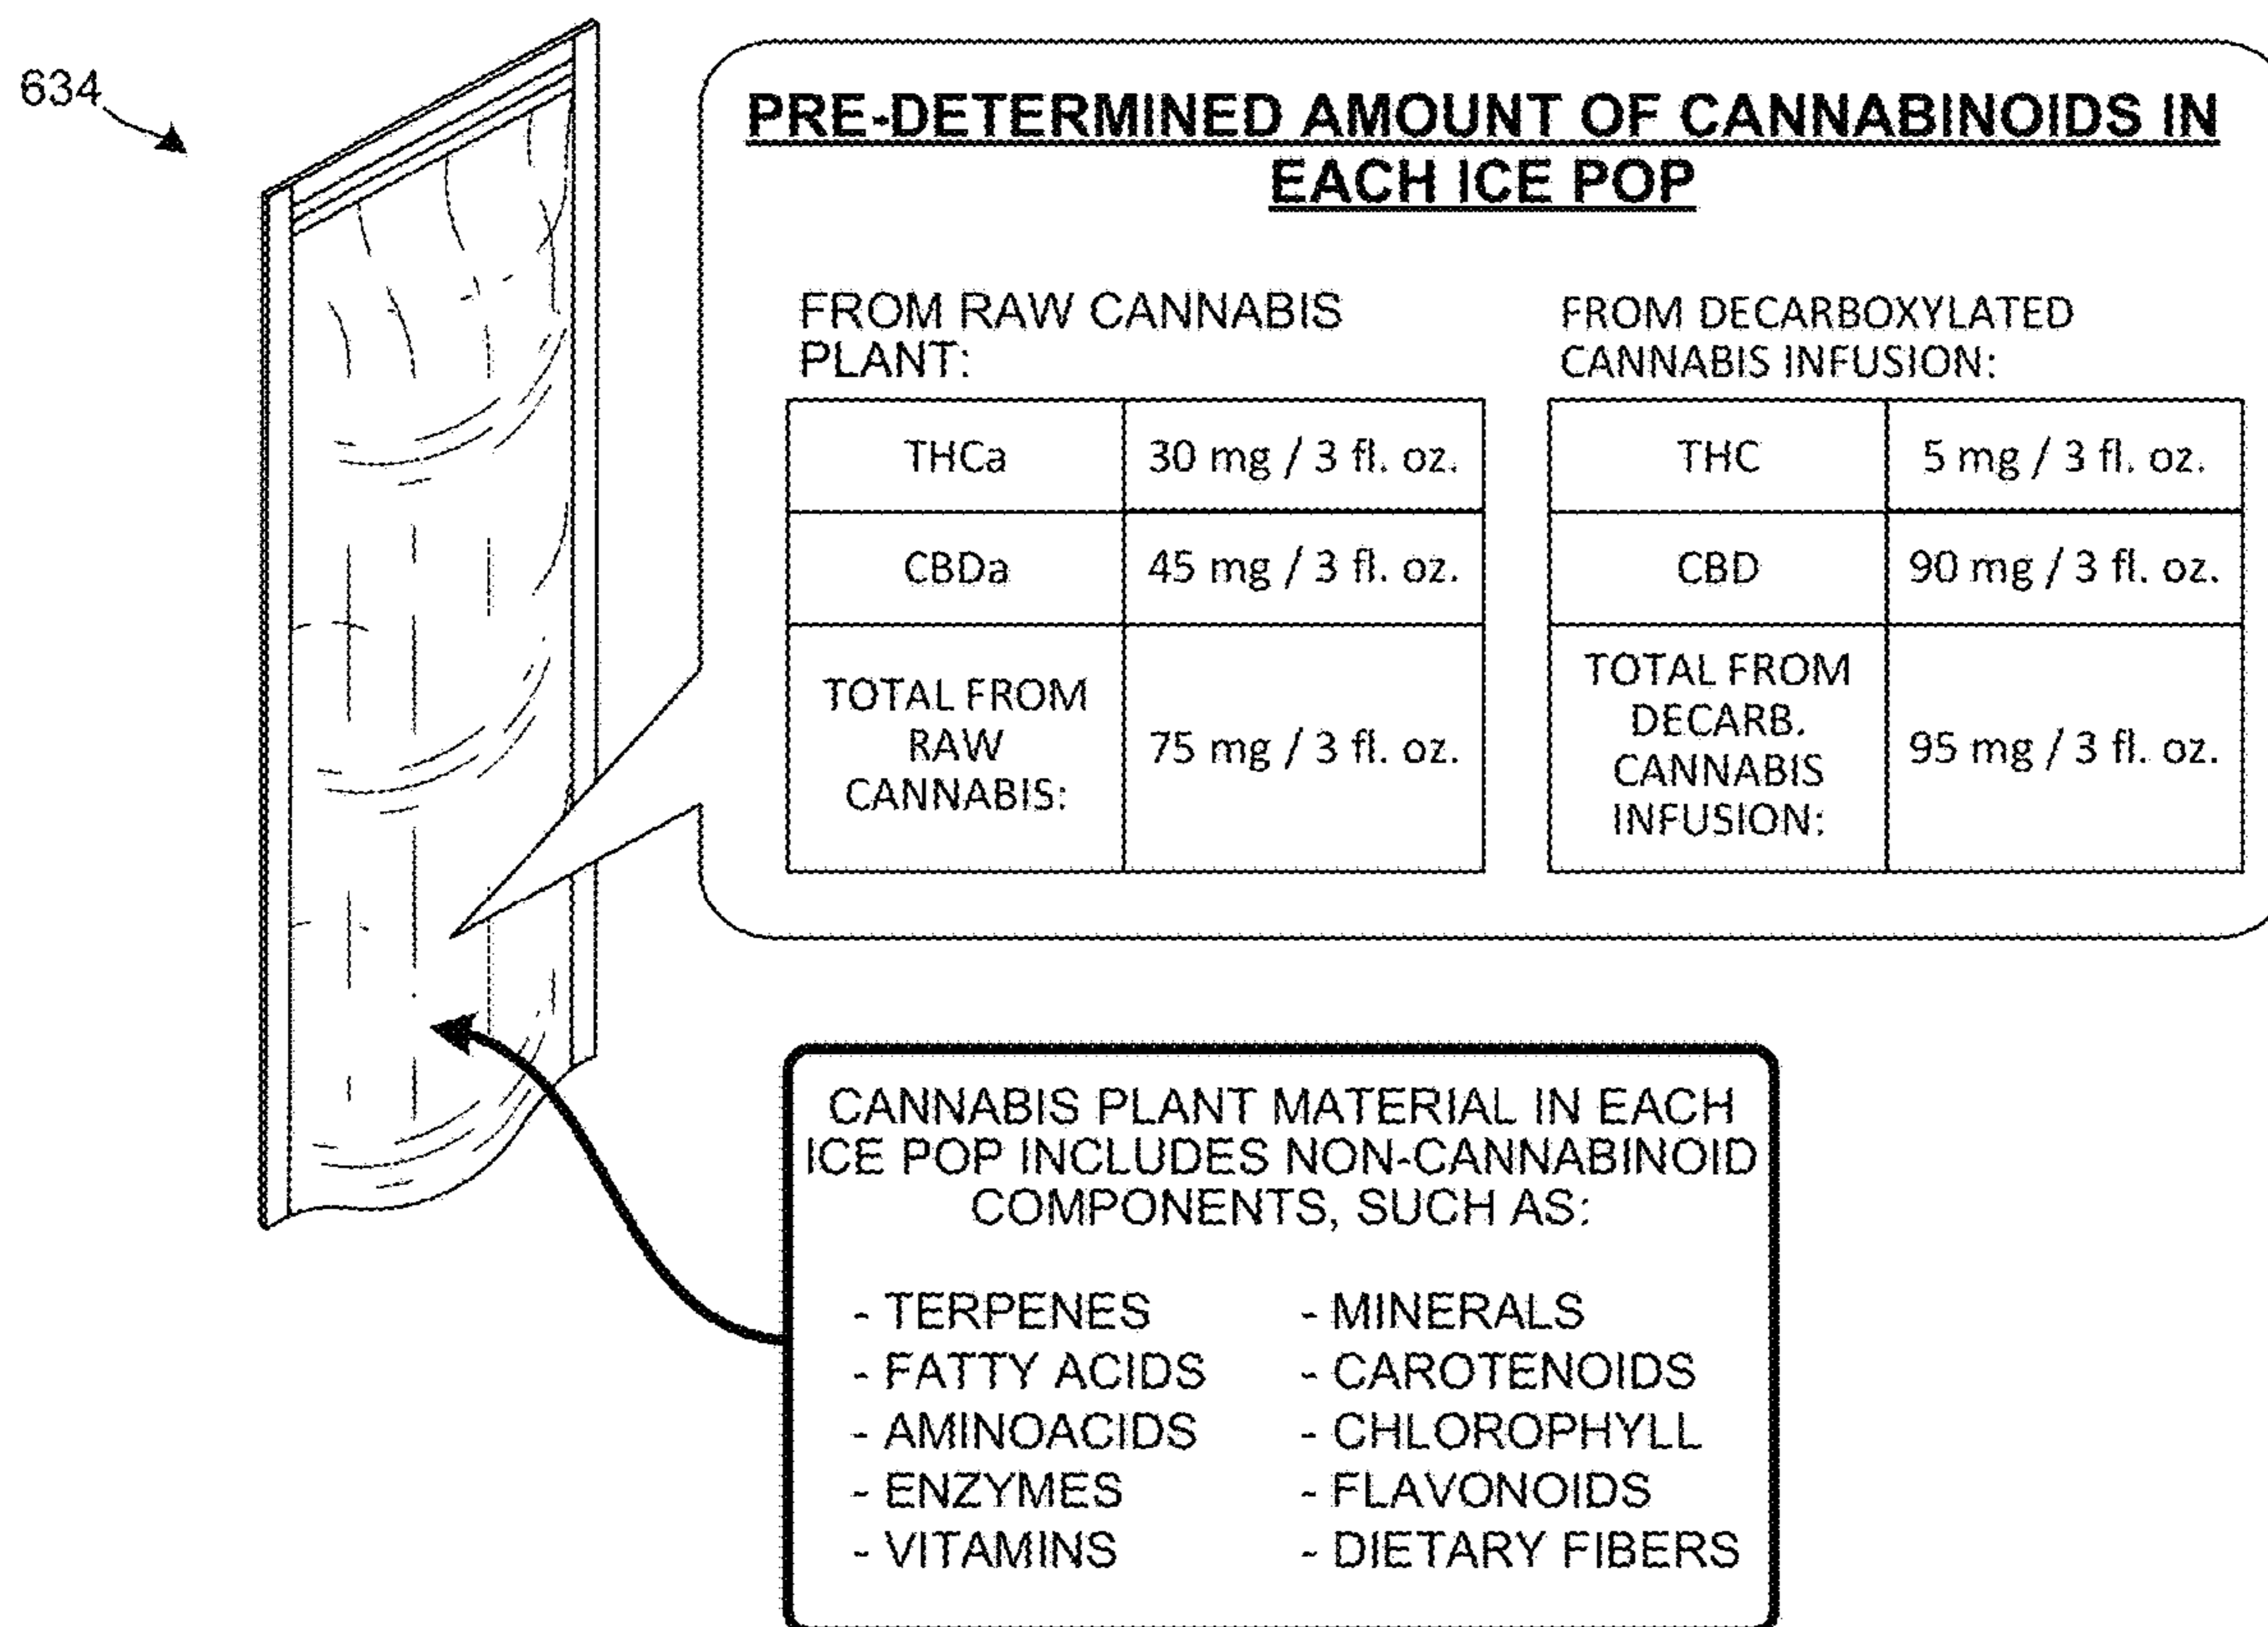 634
PRE-DETERMINED AMOUNT OF CANNABINOIDS IN
EACH ICE POP
FROM RAW CANNABIS
PLANT:
THCa 30 mg / 3 fl. oz.
CBDa 45 mg / 3 fl. oz.
TOTAL FROM
RAW
CANNABIS:
75 mg / 3 fl. oz.
FROM DECARBOXYLATED
CANNABIS INFUSION:
THC 5 mg / 3 fl. oz.
CBD 90 mg / 3 fl. oz.
TOTAL FROM
DECARB.
CANNABIS
INFUSION:
95 mg / 3 fl. oz.
CANNABIS PLANT MATERIAL IN EACH
ICE POP INCLUDES NON-CANNABINOID
COMPONENTS, SUCH AS:
- TERPENES
- FATTY ACIDS
- AMINOACIDS
- ENZYMES
- VITAMINS
- MINERALS
- CAROTENOIDS
- CHLOROPHYLL
- FLAVONOIDS
- DIETARY FIBERS